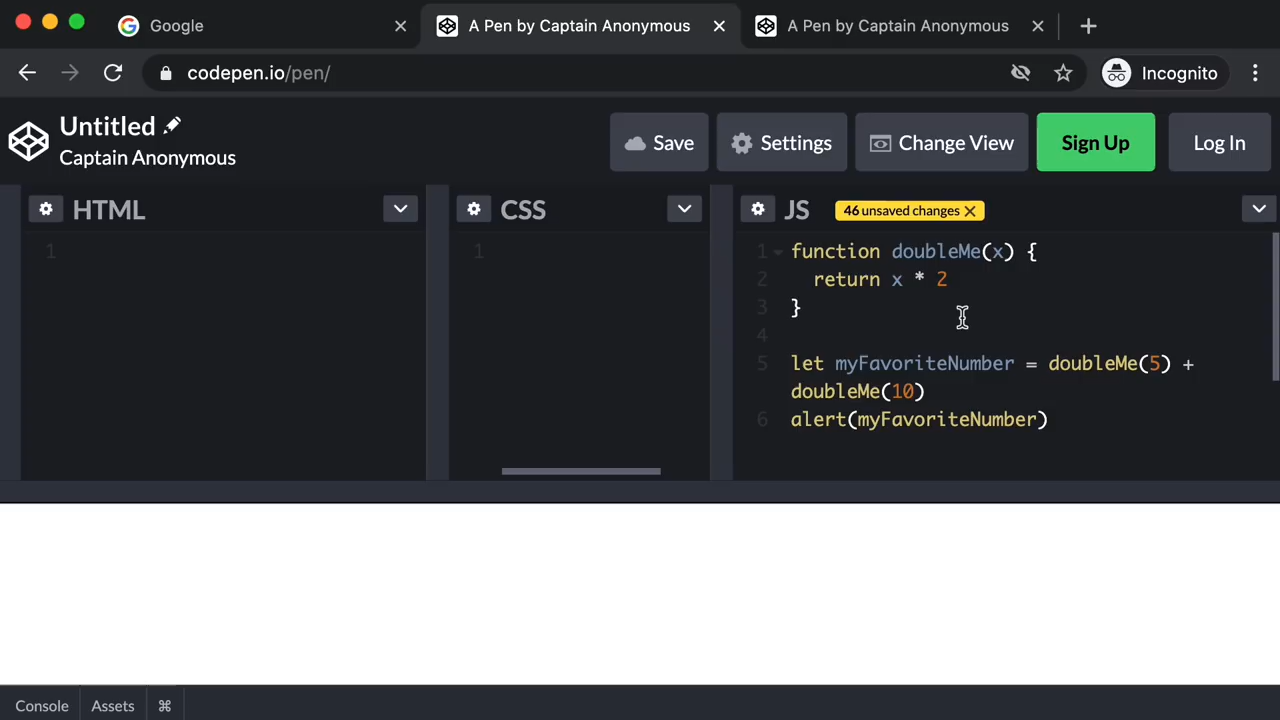 Google
A Pen by Captain Anonymous
A Pen by Captain Anonymous
codepen.io/pen/
Incognito
Untitled
Captain Anonymous
Save
Settings
Change View
Sign Up
Log In
HTML
CSS
JS
46 unsaved changes
1
1
1 function doubleMe(x) {
2 return x * 2
3 }
4
5 let myFavoriteNumber = doubleMe(5) +
doubleMe(10)
6 alert(myFavoriteNumber)
Console
Assets
⌘